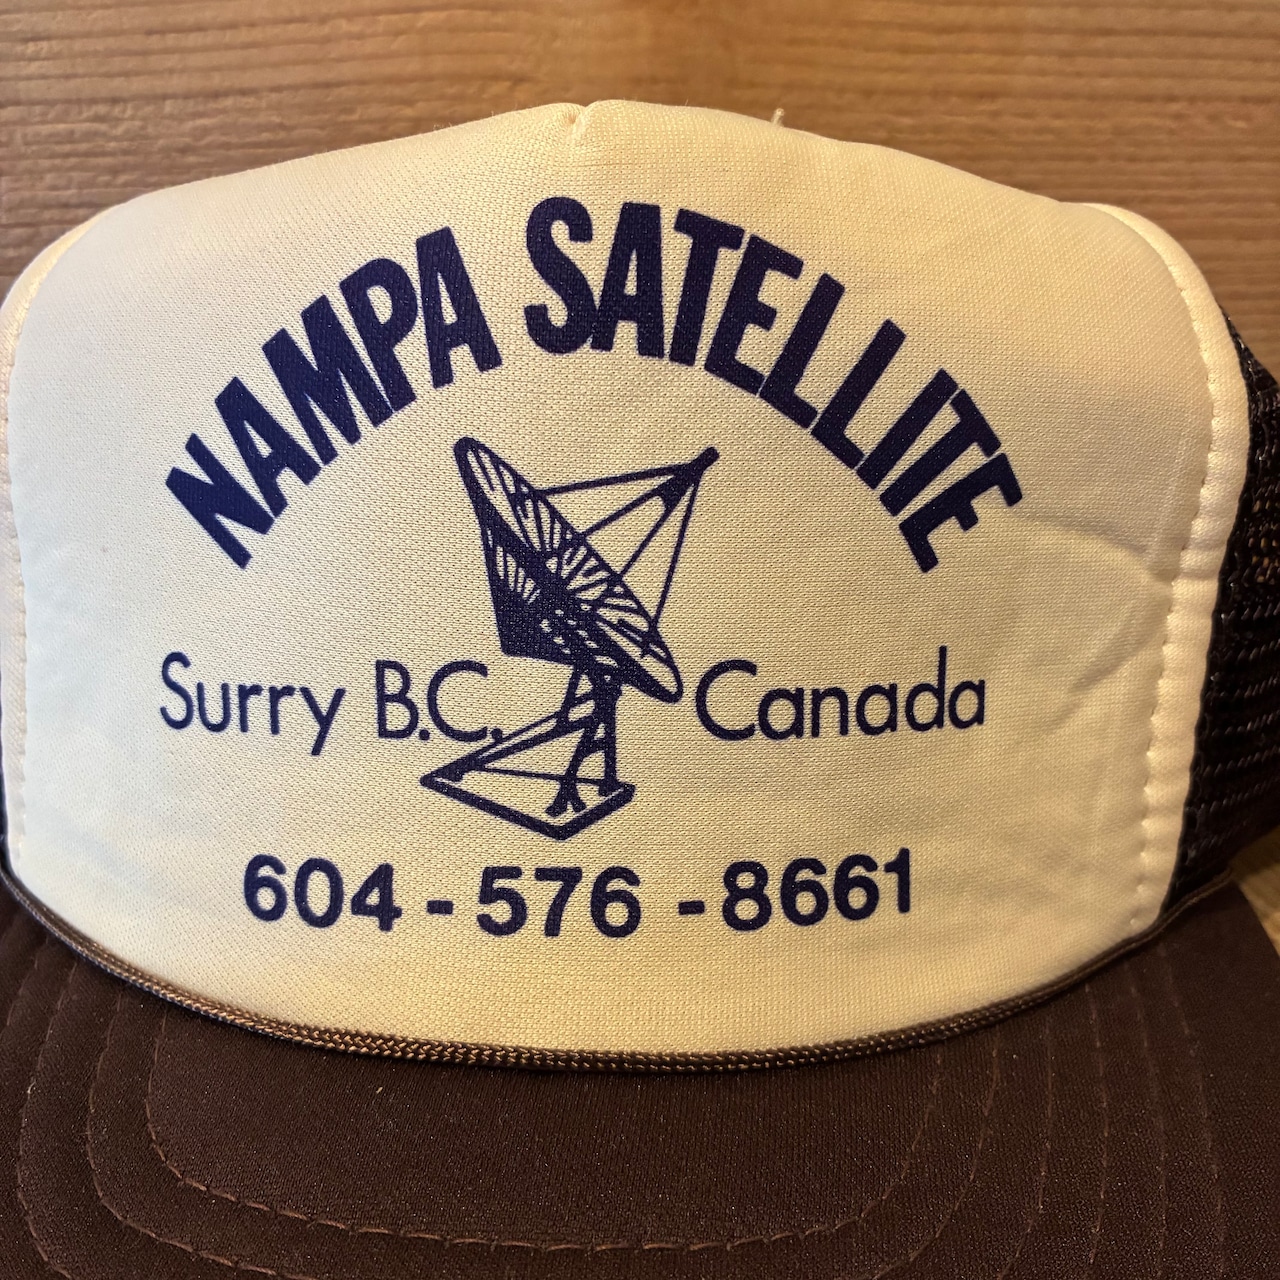 NAMPA SATELLITE
Surry B.C. Canada
604-576-8661